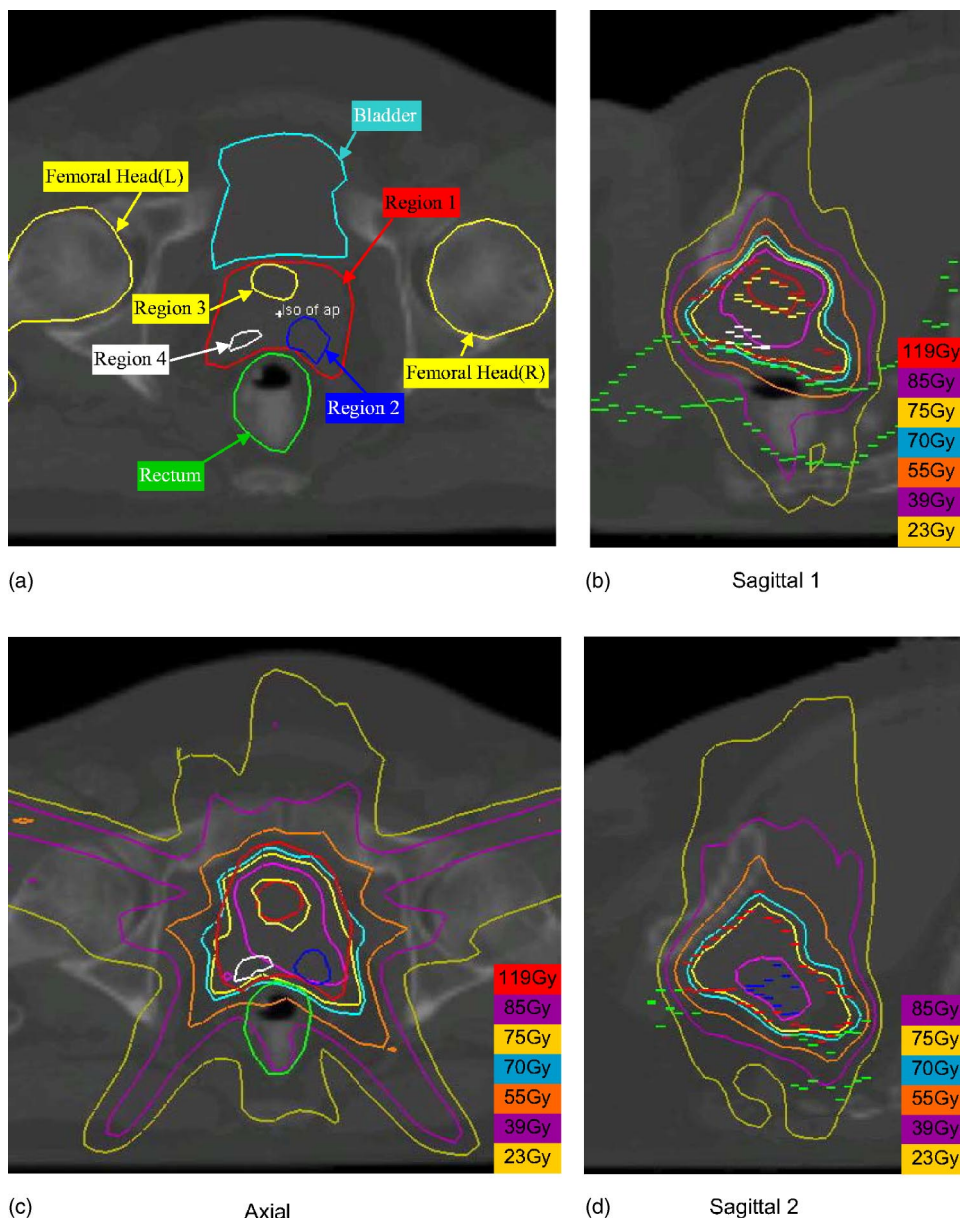 Bladder
Femoral Head(L)
Region 1
Region 3
Iso of ap
Region 4
Femoral Head(R)
Region 2
Rectum
(a)
119Gy
85Gy
75Gy
70Gy
55Gy
39Gy
23Gy
(b)
Sagittal 1
119Gy
85Gy
75Gy
70Gy
55Gy
39Gy
23Gy
(c)
Axial
85Gy
75Gy
70Gy
55Gy
39Gy
23Gy
(d)
Sagittal 2